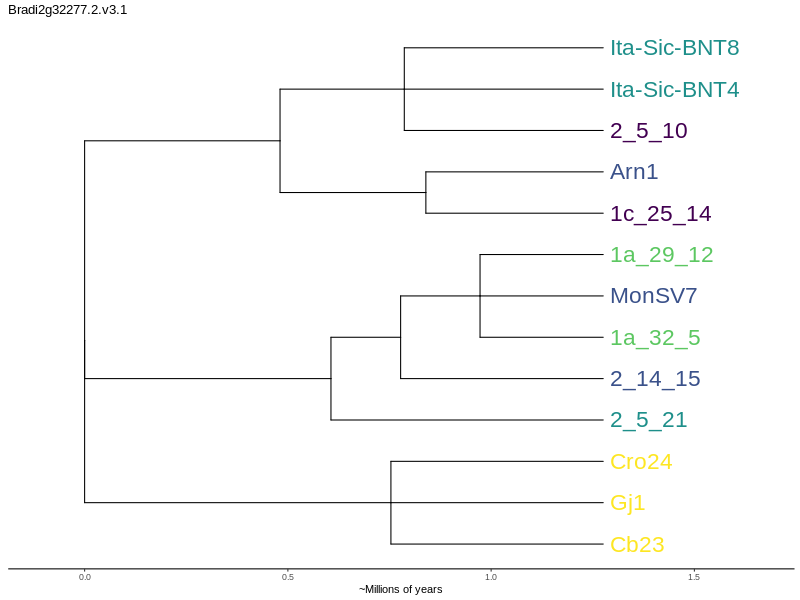 Bradi2g32277.2.v3.1
Ita-Sic-BNT8
Ita-Sic-BNT4
2_5_10
Arn1
1c_25_14
1a_29_12
MonSV7
1a_32_5
2_14_15
2_5_21
Cro24
Gj1
Cb23
0.0 0.5 1.0 1.5
~Millions of years